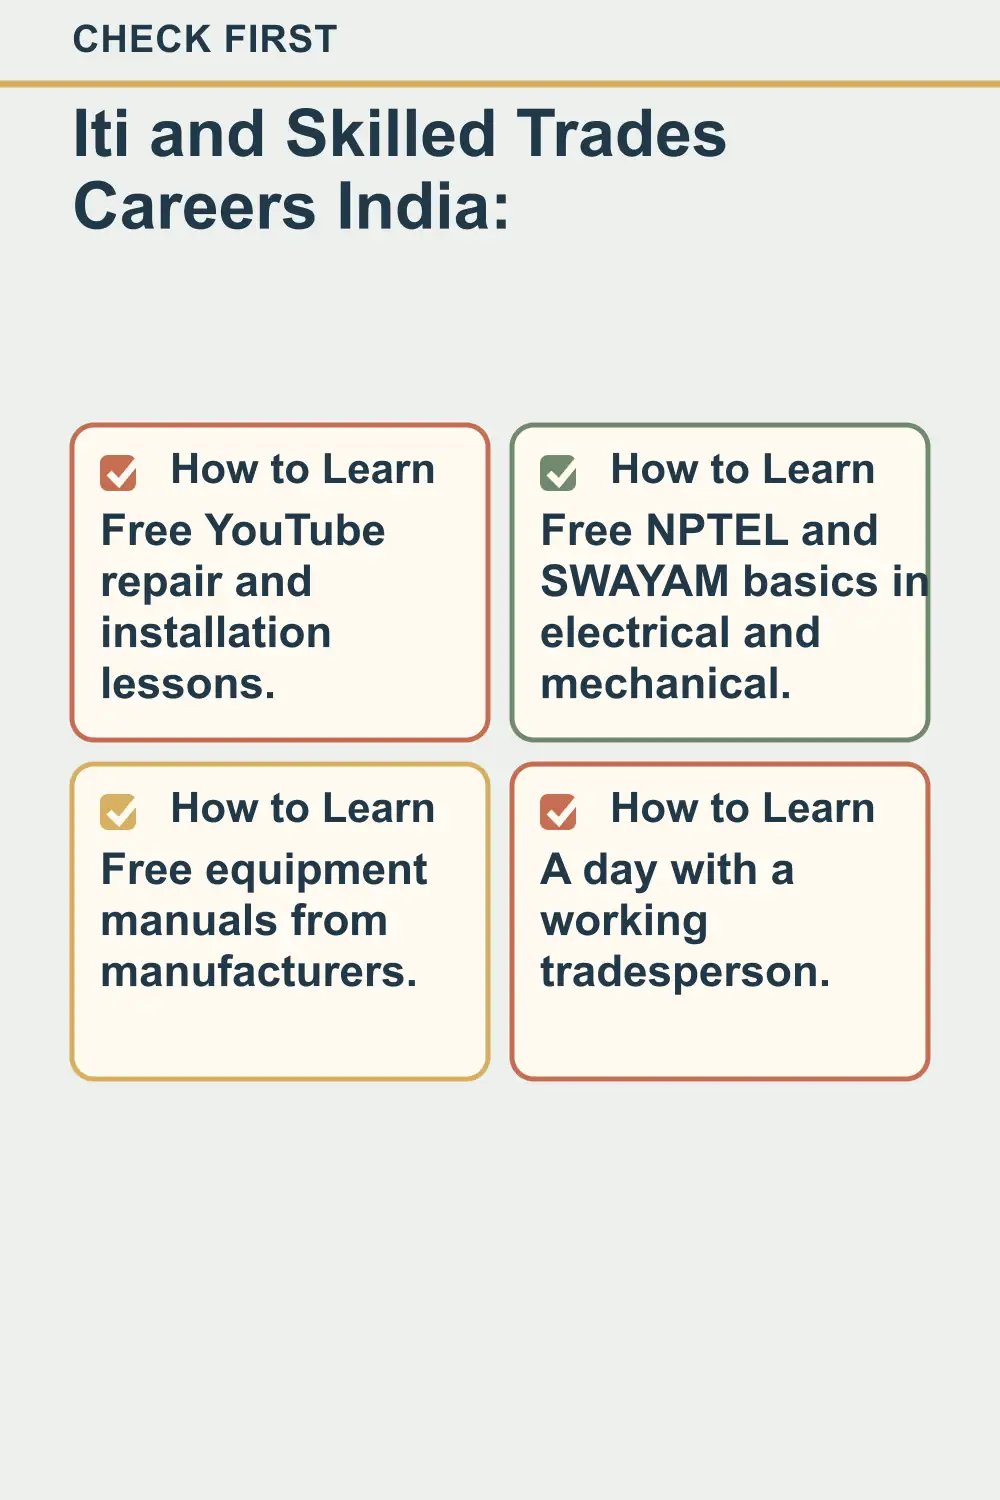 CHECK FIRST
Iti and Skilled Trades
Careers India:
How to Learn
Free YouTube
repair and
installation
lessons.
How to Learn
Free NPTEL and
SWAYAM basics in
electrical and
mechanical.
How to Learn
Free equipment
manuals from
manufacturers.
How to Learn
A day with a
working
tradesperson.